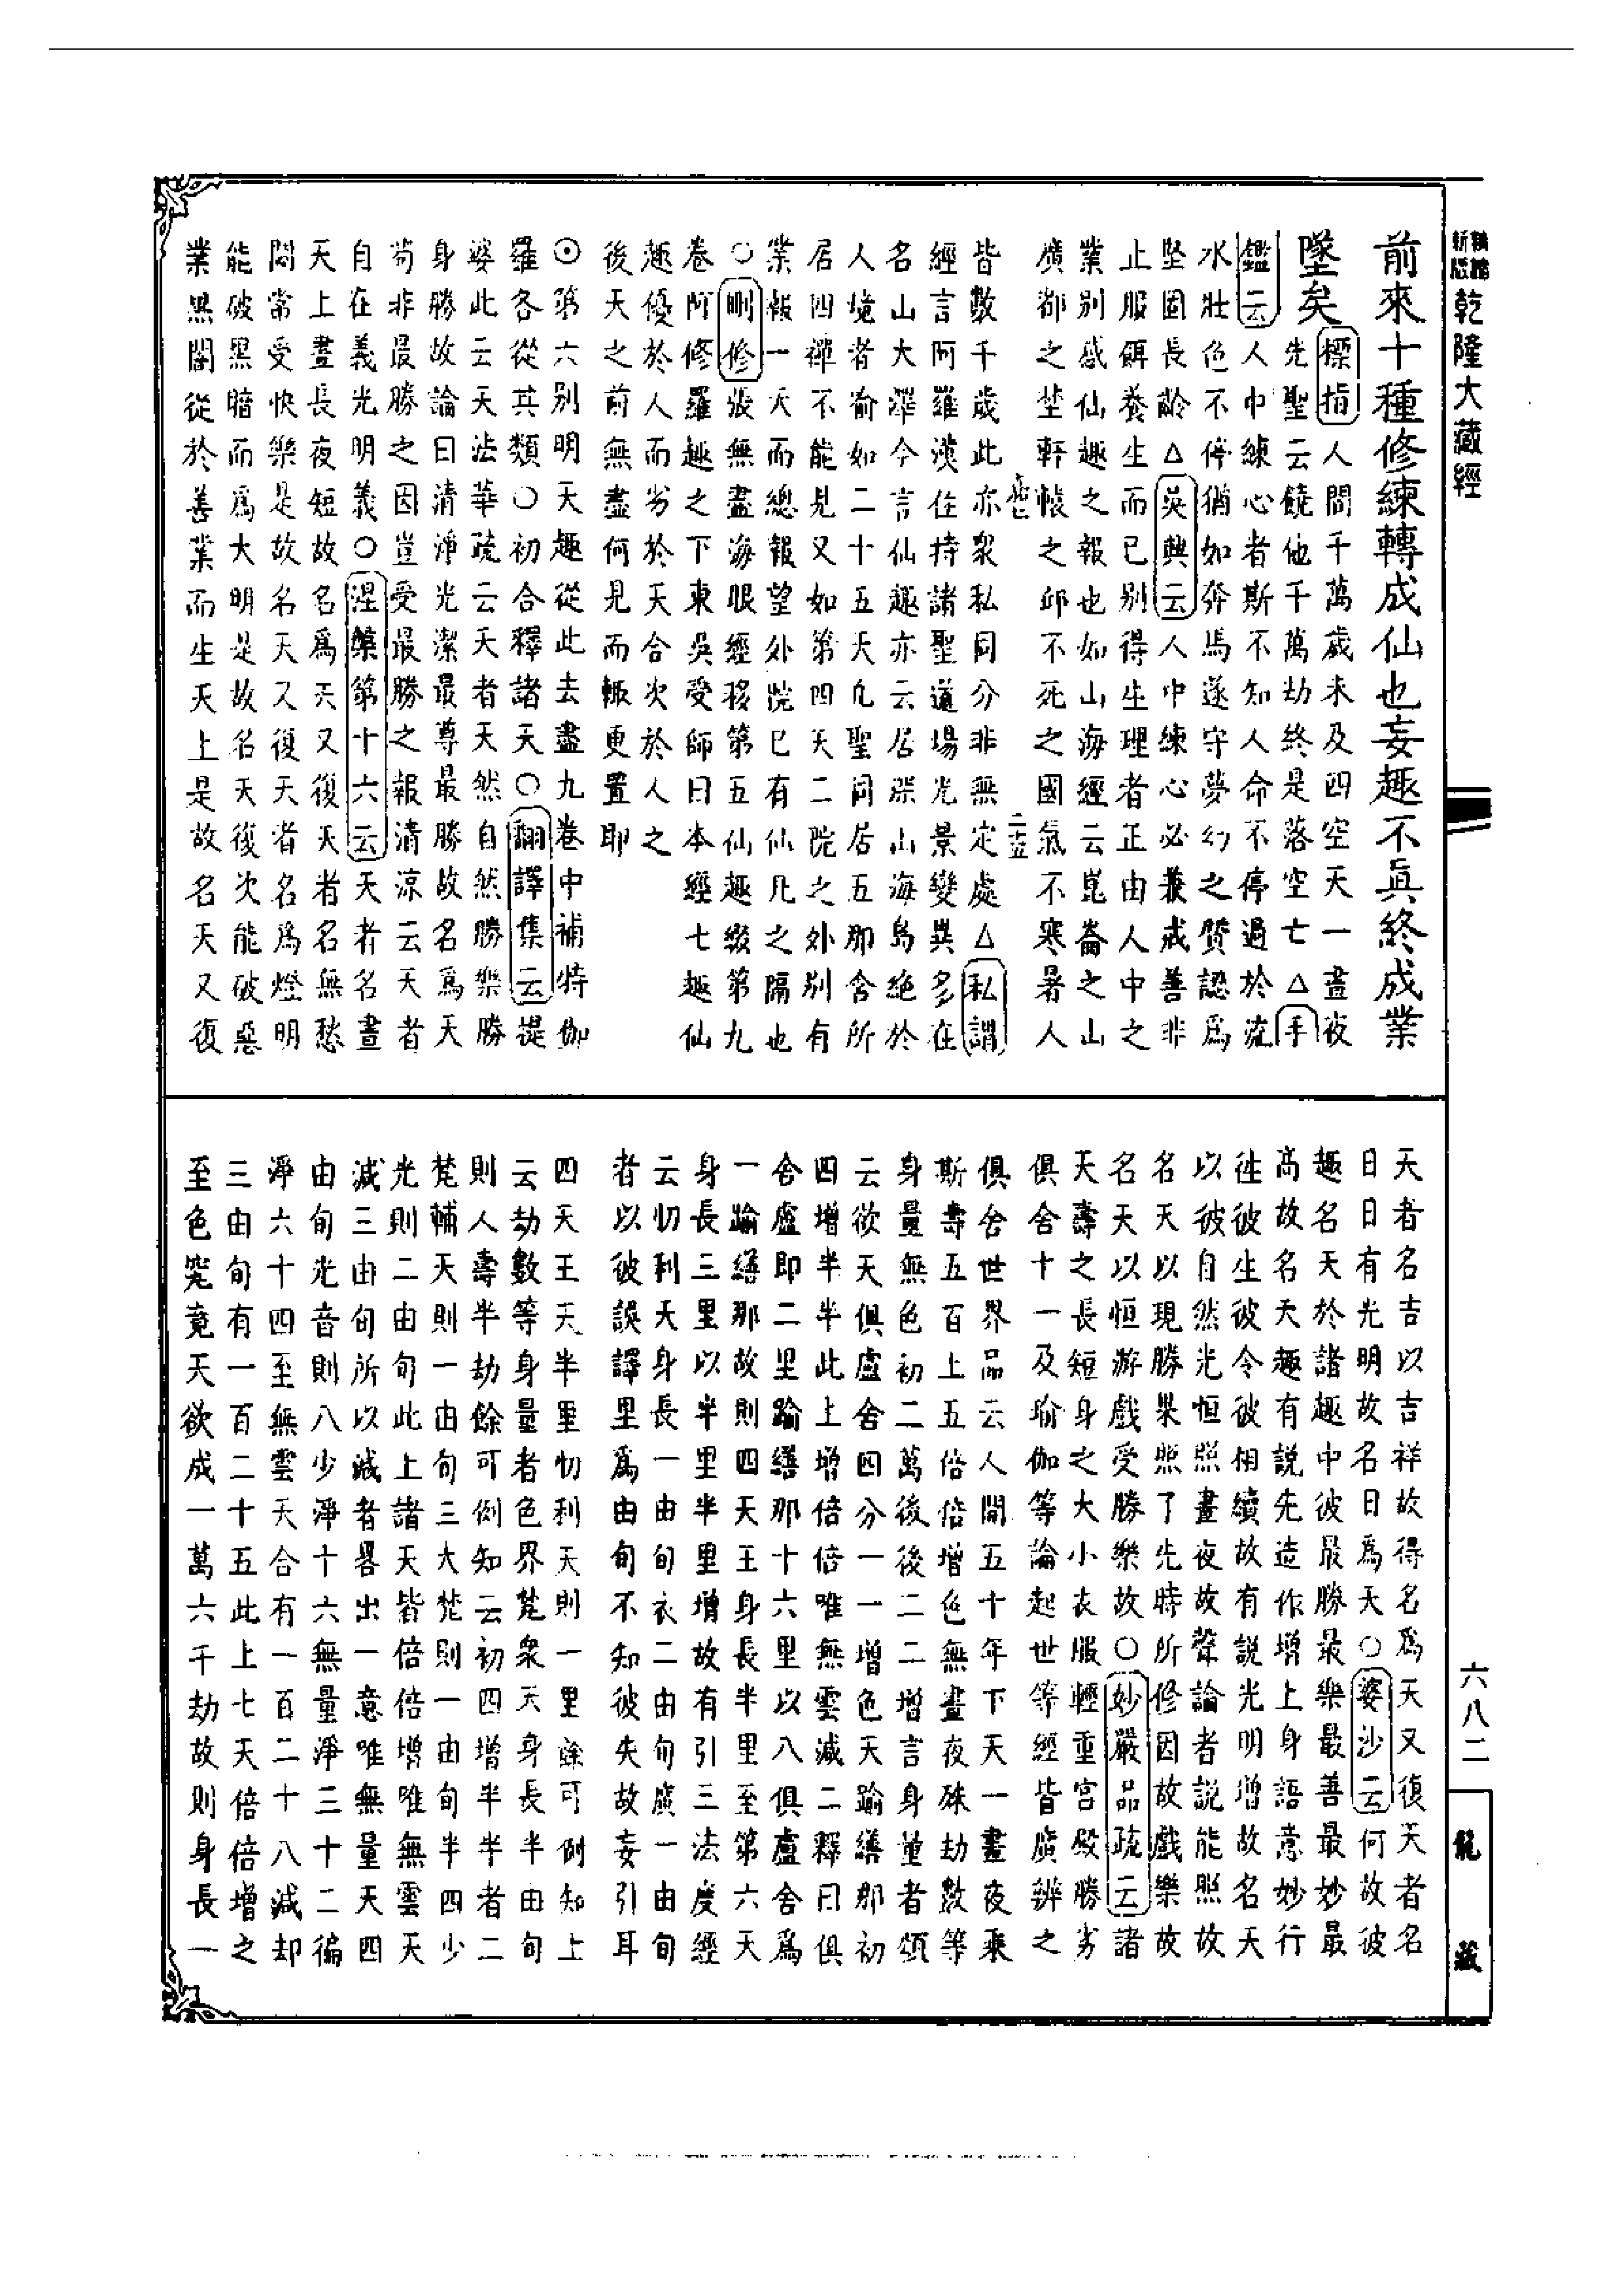 乾隆大藏經
前來十種修練轉成仙也妄趣不眞終成業
墜矣
標指人間千萬歲未及四空天一晝夜
先聖云饒他千萬劫終是落空亡△手
鑑云人中練心者斯不知人命不停過於流
水壯色不停猶如奔馬遂守夢幻之質認爲
堅固長齡△吳興云人中練心必兼戒善非
止服餌養生而已別得生理者正由人中之
業別感仙趣之報也如山海經云崑崙之山
廣都之埜軒轅之邱不死之國氣不寒暑人
皆數千歲此亦衆私同分非無定處△私謂
經言阿羅漢住持諸聖道場光景變異多在
名山大澤今言仙趣亦云居深山海島絶於
人境者喻如二十五天凡聖同居五那含所
居四禪不能見又如第四天二院之外別有
業報一天而總報望外院已有仙凡之隔也
○刪修張無盡海眼經移第五仙趣綴第九
卷阿修羅趣之下東吳受師曰本經七趣仙
趣優於人而劣於天合次於人之
後天之前無盡何見而輒更置耶
⊙第六別明天趣從此去盡九卷中補特伽
羅各從其類○初合釋諸天○翻譯集云提
婆此云天法華疏云天者天然自然勝樂勝
身勝故論曰清淨光潔最尊最勝故名爲天
苟非最勝之因豈受最勝之報清涼云天者
自在義光明義○涅槃第十六云天者名晝
天上晝長夜短故名爲天又復天者名無愁
惱常受快樂是故名天又復天者名爲燈明
能破黑暗而爲大明是故名天復次能破惡
業黑闇從於善業而生天上是故名天又復
天者名吉以吉祥故得名爲天又復天者名
日日有光明故名日爲天○婆沙云何故彼
趣名天於諸趣中彼最勝最樂最善最妙最
高故名天趣有説先造作增上身語意妙行
徃彼生彼令彼相續故有説光明增故名天
以彼自然光恒照晝夜故聲論者説能照故
名天以現勝果照了先時所修因故戲樂故
名天以恒游戲受勝樂故○妙嚴品疏云諸
天壽之長短身之大小衣服輕重宮殿勝劣
俱舍十一及瑜伽等論起世等經皆廣辨之
俱舍世界品云人間五十年下天一晝夜乘
斯壽五百上五倍倍增色無晝夜殊劫數等
身量無色初二萬後後二二增言身量者頌
云欲天俱盧舍四分一一增色天踰繕那初
四增半半此上增倍倍唯無雲減二釋曰俱
舍盧即二里踰繕那十六里以八俱盧舍爲
一踰繕那故則四天王身長半里至第六天
身長三里以半里半里增故有引三法度經
云忉利天身長一由旬衣二由旬廣一由旬
者以彼誤譯里爲由旬不知彼失故妄引耳
四天王天半里忉利天則一里餘可例知上
云劫數等身量者色界梵衆天身長半由旬
則人壽半劫餘可例知云初四增半半者二
梵輔天則一由旬三大梵則一由旬半四少
光則二由旬此上諸天皆倍倍增唯無雲天
減三由旬所以減者畧出一意唯無量天四
由旬光音則八少淨十六無量淨三十二徧
淨六十四至無雲天合有一百二十八減却
三由旬有一百二十五此上七天倍倍增之
至色究竟天欲成一萬六千劫故則身長一
六八二
龍
藏